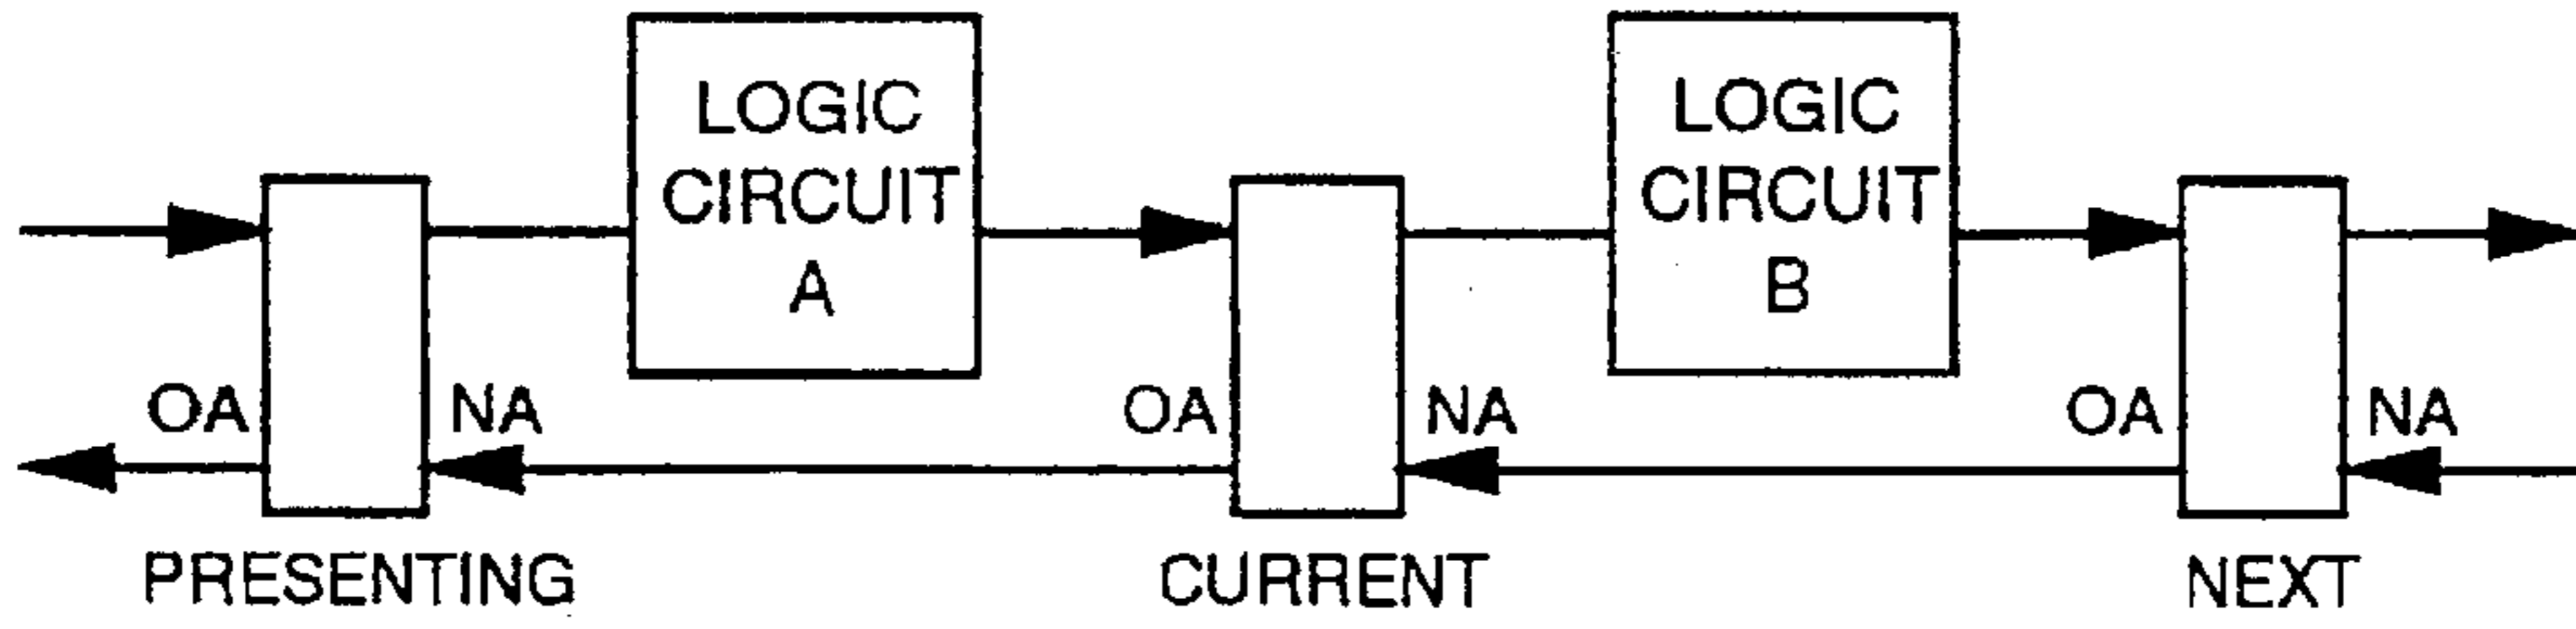 LOGIC
CIRCUIT
A
LOGIC
CIRCUIT
B
OA
NA
OA
NA
OA
NA
PRESENTING
CURRENT
NEXT